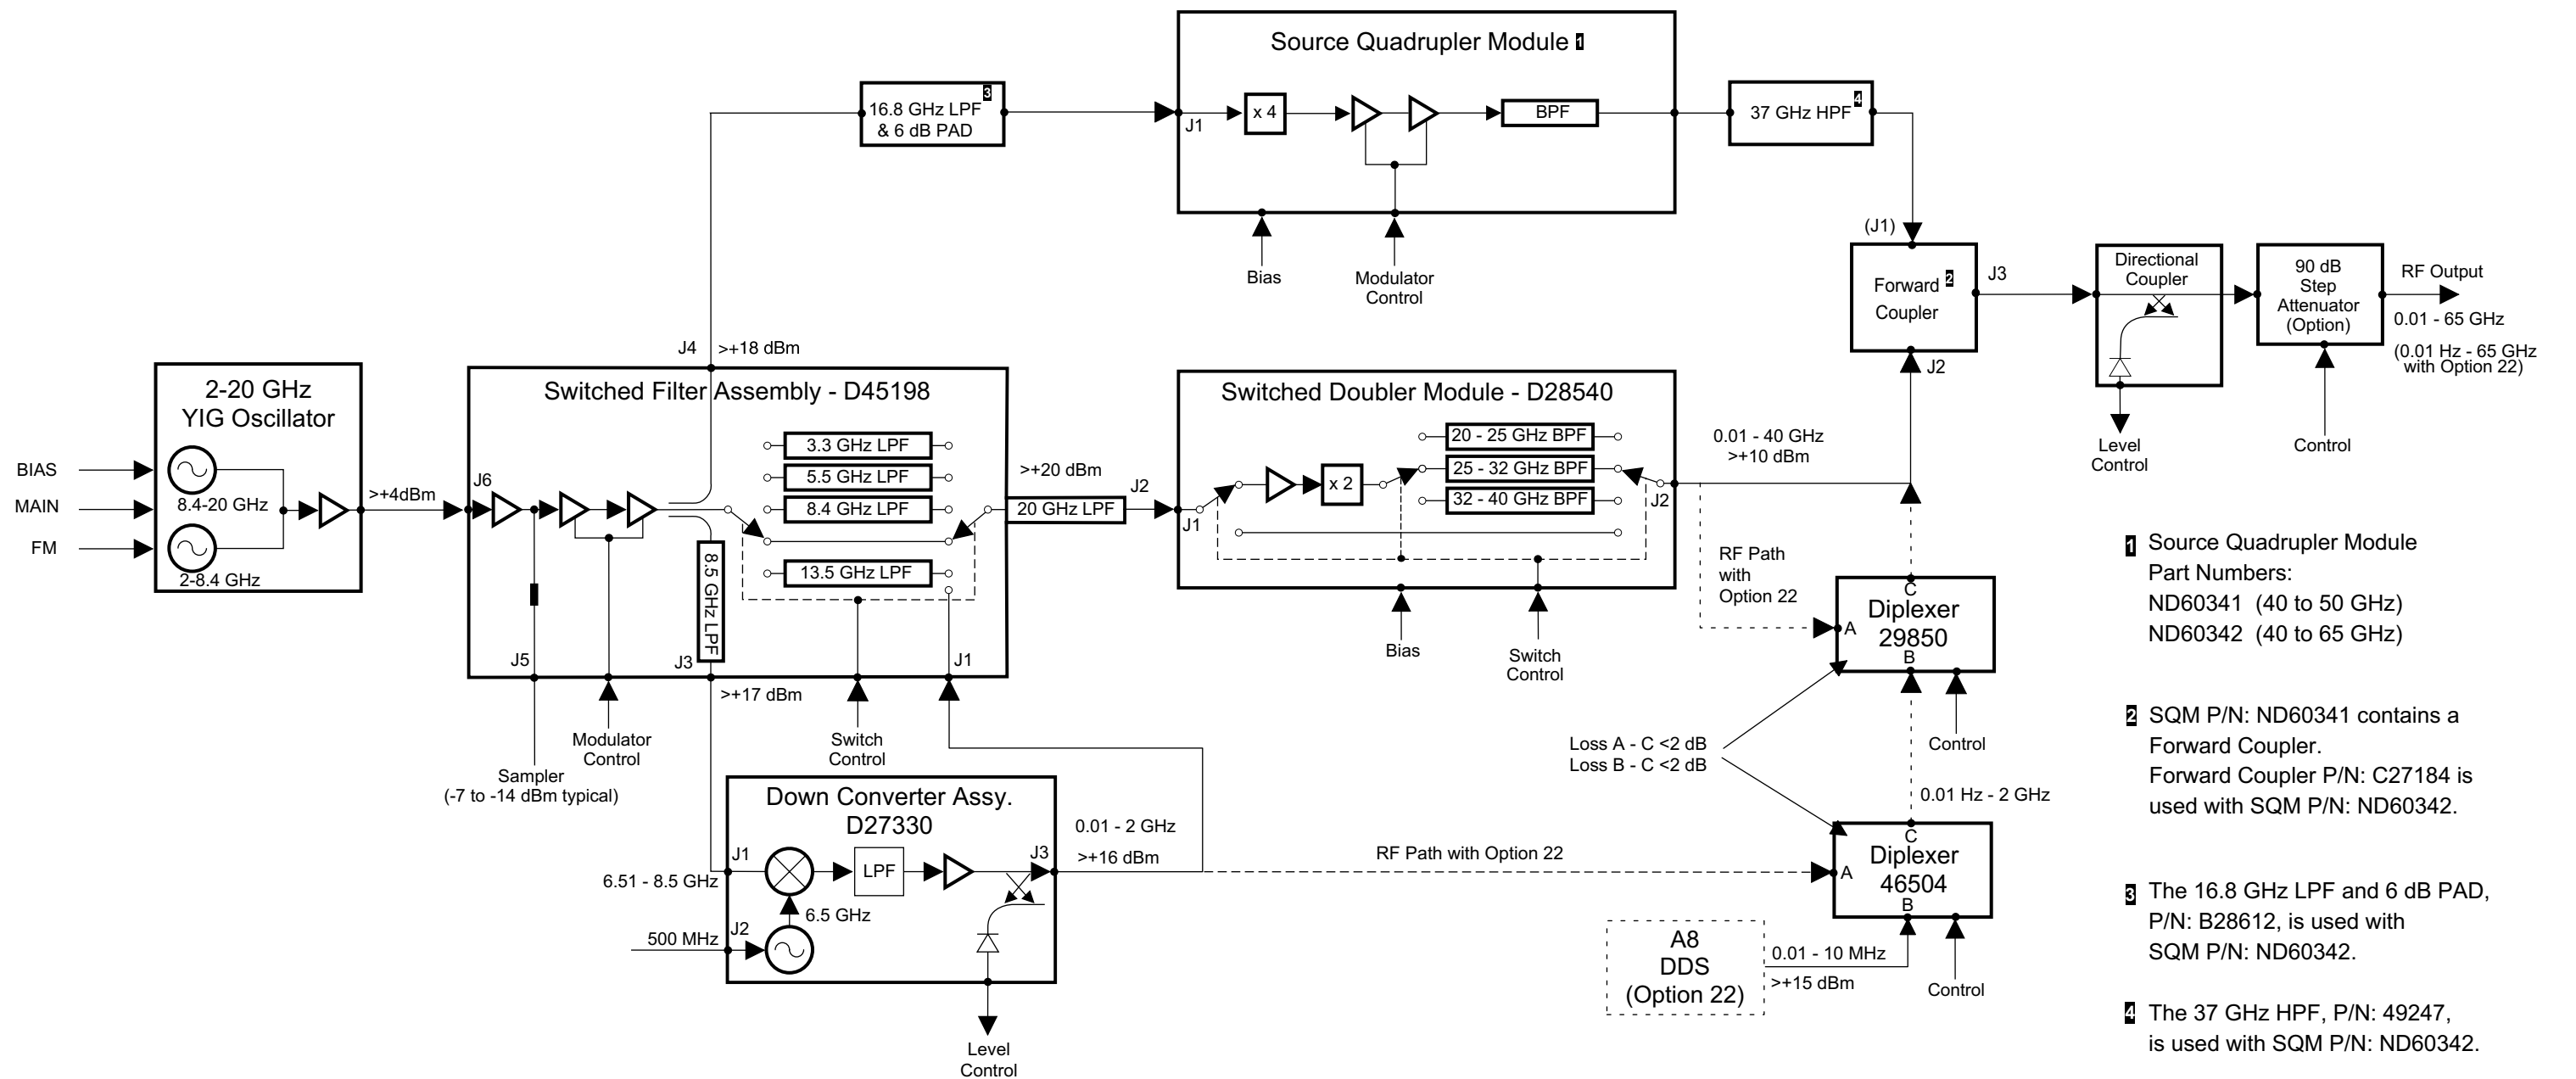 Source Quadrupler Module 1
16.8 GHz LPF 3
& 6 dB PAD
J1
x 4
BPF
37 GHz HPF 4
Bias
Modulator
Control
(J1)
Forward 2
Coupler
J3
J2
Directional
Coupler
Level
Control
90 dB
Step
Attenuator
(Option)
Control
RF Output
0.01 - 65 GHz
(0.01 Hz - 65 GHz
with Option 22)
2-20 GHz
YIG Oscillator
BIAS
MAIN
FM
8.4-20 GHz
2-8.4 GHz
>+4dBm
J4
>+18 dBm
Switched Filter Assembly - D45198
J6
3.3 GHz LPF
5.5 GHz LPF
8.4 GHz LPF
13.5 GHz LPF
8.5 GHz LPF
J5
J3
J1
>+17 dBm
Sampler
(-7 to -14 dBm typical)
Modulator
Control
Switch
Control
>+20 dBm
20 GHz LPF
J2
Switched Doubler Module - D28540
J1
x 2
20 - 25 GHz BPF
25 - 32 GHz BPF
32 - 40 GHz BPF
J2
Bias
Switch
Control
0.01 - 40 GHz
>+10 dBm
RF Path
with
Option 22
C
Diplexer
29850
A
B
Control
Loss A - C <2 dB
Loss B - C <2 dB
0.01 Hz - 2 GHz
Down Converter Assy.
D27330
J1
6.51 - 8.5 GHz
LPF
J3
6.5 GHz
J2
500 MHz
Level
Control
0.01 - 2 GHz
>+16 dBm
RF Path with Option 22
C
Diplexer
46504
A
B
Control
A8
DDS
(Option 22)
0.01 - 10 MHz
>+15 dBm
1 Source Quadrupler Module
Part Numbers:
ND60341 (40 to 50 GHz)
ND60342 (40 to 65 GHz)
2 SQM P/N: ND60341 contains a
Forward Coupler.
Forward Coupler P/N: C27184 is
used with SQM P/N: ND60342.
3 The 16.8 GHz LPF and 6 dB PAD,
P/N: B28612, is used with
SQM P/N: ND60342.
4 The 37 GHz HPF, P/N: 49247,
is used with SQM P/N: ND60342.